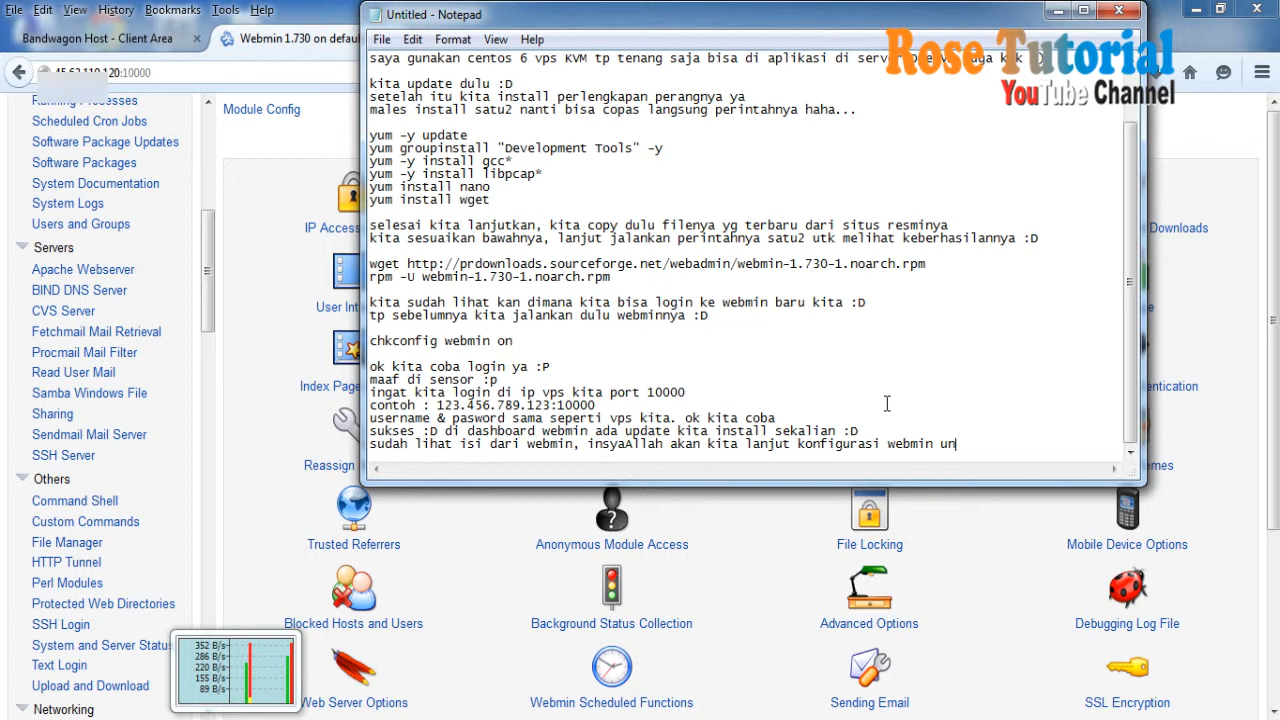 File Edit View History Bookmarks Tools Help
Untitled - Notepad
Bandwagon Host - Client Area
Webmin 1.730 on defau
File Edit Format View Help
Rose Tutorial
YouTube Channel
:10000
saya gunakan centos 6 vps KVM tp tenang saja bisa di aplikasi di
kita update dulu :D
setelah itu kita install perlengkapan perangnya ya
males install satu2 nanti bisa copas langsung perintahnya haha...
yum -y update
yum groupinstall "Development Tools" -y
yum -y install gcc*
yum -y install libpcap*
yum install nano
yum install wget
selesai kita lanjutkan, kita copy dulu filenya yg terbaru dari situs resminya
kita sesuaikan bawahnya, lanjut jalankan perintahnya satu2 utk melihat keberhasilannya :D
wget http://prdownloads.sourceforge.net/webadmin/webmin-1.730-1.noarch.rpm
rpm -U webmin-1.730-1.noarch.rpm
kita sudah lihat kan dimana kita bisa login ke webmin baru kita :D
tp sebelumnya kita jalankan dulu webminnya :D
chkconfig webmin on
ok kita coba login ya :P
maaf di sensor :p
ingat kita login di ip vps kita port 10000
contoh : 123.456.789.123:10000
username & pasword sama seperti vps kita. ok kita coba
sukses :D di dashboard webmin ada update kita install sekalian :D
sudah lihat isi dari webmin, insyaAllah akan kita lanjut konfigurasi webmin un
Running Processes
Scheduled Cron Jobs
Software Package Updates
Software Packages
System Documentation
System Logs
Users and Groups
Servers
Apache Webserver
BIND DNS Server
CVS Server
Fetchmail Mail Retrieval
Procmail Mail Filter
Read User Mail
Samba Windows File
Sharing
Sendmail Mail Server
SSH Server
Others
Command Shell
Custom Commands
File Manager
HTTP Tunnel
Perl Modules
Protected Web Directories
SSH Login
System and Server Status
Text Login
Upload and Download
Networking
352 B/s
286 B/s
220 B/s
155 B/s
89 B/s
Module Config
IP Access
User Int
Index Page
Reassign
Downloads
emes
Trusted Referrers
Anonymous Module Access
File Locking
Mobile Device Options
Blocked Hosts and Users
Background Status Collection
Advanced Options
Debugging Log File
Web Server Options
Webmin Scheduled Functions
Sending Email
SSL Encryption